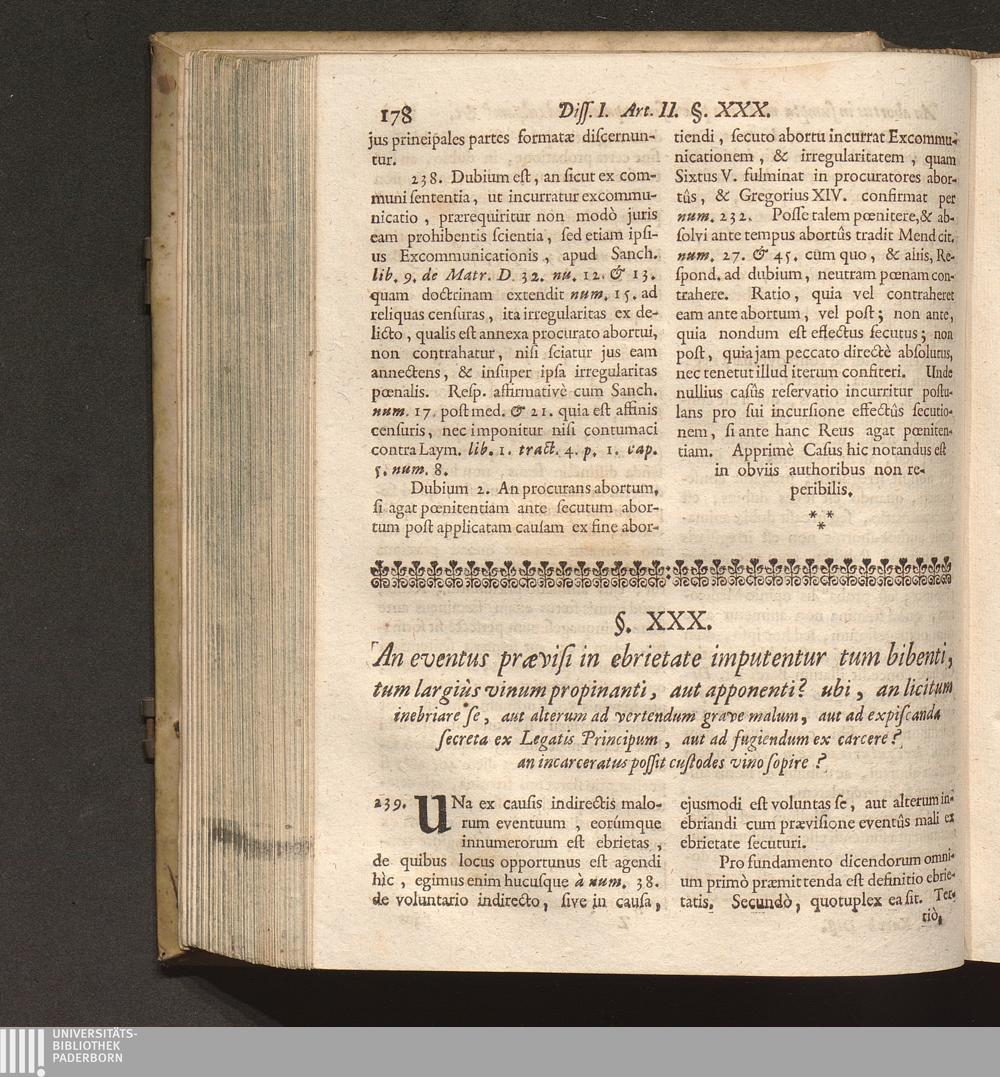 178
Diſſ. I. Art. II. §. XXX.
jus principales partes formatæ diſcernun-
tur.
238. Dubium eſt, an ſicut ex com-
muni ſententia, ut incurratur excommu-
nicatio, prærequiritur non modò juris
eam prohibentis ſcientia, ſed etiam ipſi-
us Excommunicationis, apud Sanch.
lib. 9. de Matr. D. 32. nu. 12. & 13.
quam doctrinam extendit num. 15. ad
reliquas cenſuras, ita irregularitas ex de-
licto, qualis eſt annexa procurato abortui,
non contrahatur, niſi ſciatur jus eam
annectens, & inſuper ipſa irregularitas
pœnalis. Reſp. affirmativè cum Sanch.
num. 17. poſt med. & 21. quia eſt affinis
cenſuris, nec imponitur niſi contumaci
contra Laym. lib. 1. tract. 4. p. 1. cap.
5. num. 8.
Dubium 2. An procurans abortum,
ſi agat pœnitentiam ante ſecutum abor-
tum poſt applicatam cauſam ex fine abor-
tiendi, ſecuto abortu incurrat Excommu-
nicationem, & irregularitatem, quam
Sixtus V. fulminat in procuratores abor-
tûs, & Gregorius XIV. confirmat per
num. 232. Poſſe talem pœnitere, & ab-
ſolvi ante tempus abortûs tradit Mend cit.
num. 27. & 45. cum quo, & aliis, Re-
ſpond. ad dubium, neutram pœnam con-
trahere. Ratio, quia vel contraheret
eam ante abortum, vel poſt; non ante,
quia nondum eſt effectus ſecutus; non
poſt, quia jam peccato directè abſolutus,
nec tenetut illud iterum confiteri. Unde
nullius caſûs reſervatio incurritur poſtu-
lans pro ſui incurſione effectûs ſecutio-
nem, ſi ante hanc Reus agat pœniten-
tiam. Apprimè Caſus hic notandus eſt
in obviis authoribus non re-
peribilis.
* *
*
§. XXX.
An eventus præviſi in ebrietate imputentur tum bibenti,
tum largiùs vinum propinanti, aut apponenti? ubi, an licitum
inebriare ſe, aut alterum ad vertendum grave malum, aut ad expiſcanda
ſecreta ex Legatis Principum, aut ad fugiendum ex carcere?
an incarceratus poſſit cuſtodes vino ſopire?
239. UNa ex cauſis indirectis malo-
rum eventuum, eorúmque
innumerorum eſt ebrietas,
de quibus locus opportunus eſt agendi
hìc, egimus enim hucuſque à num. 38.
de voluntario indirecto, ſive in cauſa,
ejusmodi eſt voluntas ſe, aut alterum in-
ebriandi cum præviſione eventûs mali ex
ebrietate ſecuturi.
Pro fundamento dicendorum omni-
um primò præmittenda eſt definitio ebrie-
tatis. Secundò, quotuplex ea ſit. Ter-
tiò,
UNIVERSITÄTS-
BIBLIOTHEK
PADERBORN